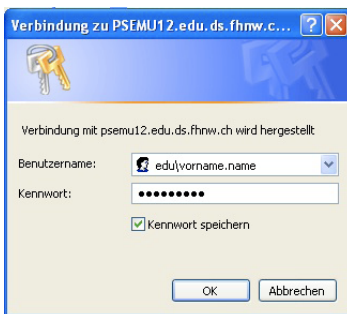 Verbindung zu PSEMU12.edu.ds.fhnw.c...
Verbindung mit psemu12.edu.ds.fhnw.ch wird hergestellt
Benutzername: edu\vorname.name
Kennwort: •••••••••
Kennwort speichern
OK Abbrechen